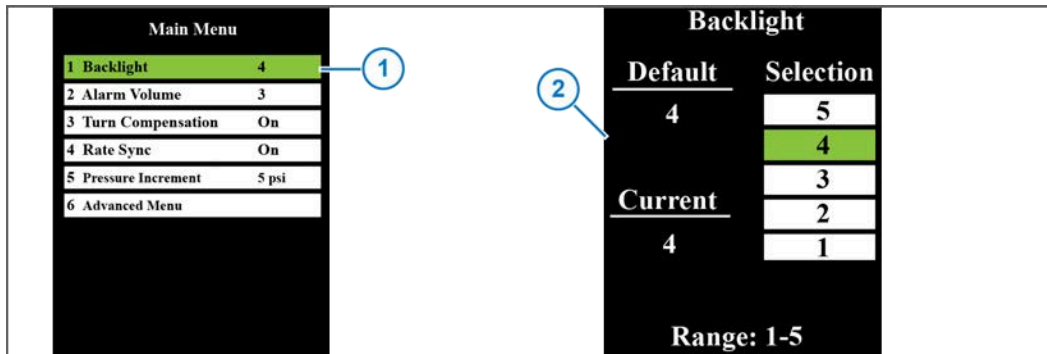 Main Menu
1 Backlight 4
2 Alarm Volume 3
3 Turn Compensation On
4 Rate Sync On
5 Pressure Increment 5 psi
6 Advanced Menu
1
2
Backlight
Default Selection
4
5
4
3
Current
2
4
1
Range: 1-5